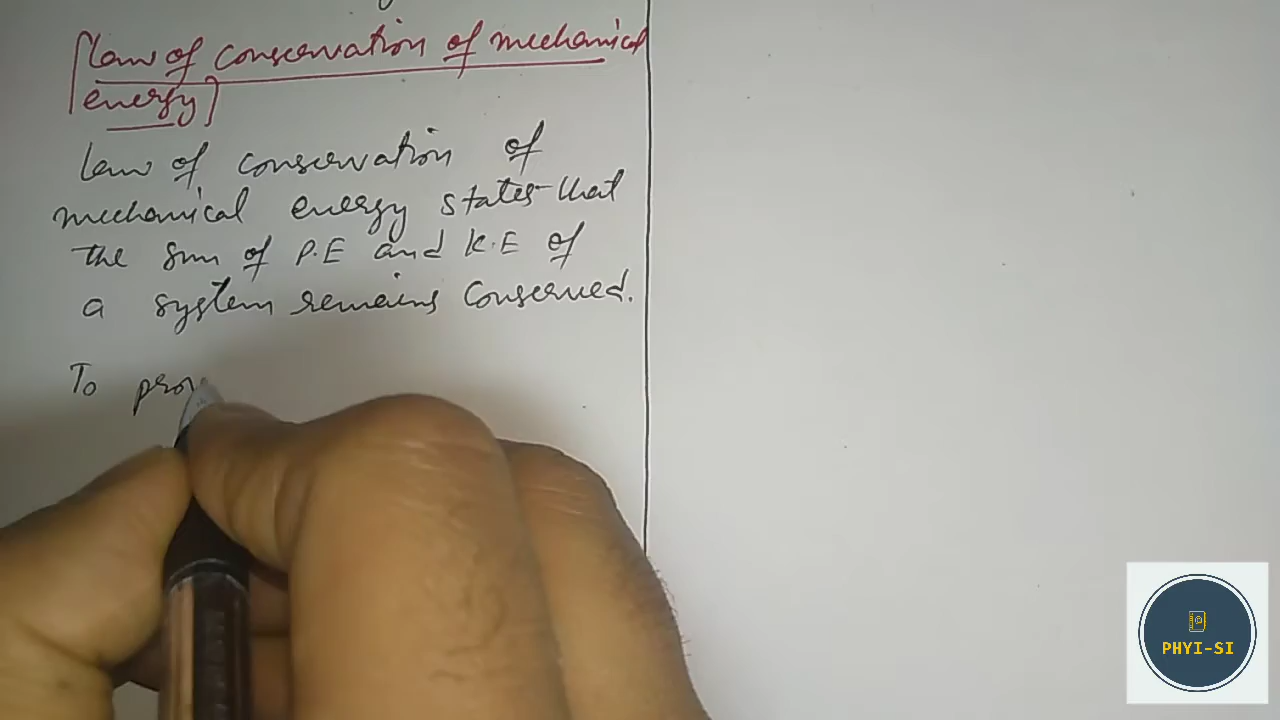 [law of conservation of mechanical
energy]
law of conservation of
mechanical energy states that
the sum of P.E and K.E of
a system remains conserved.
To prov
PHYI-SI